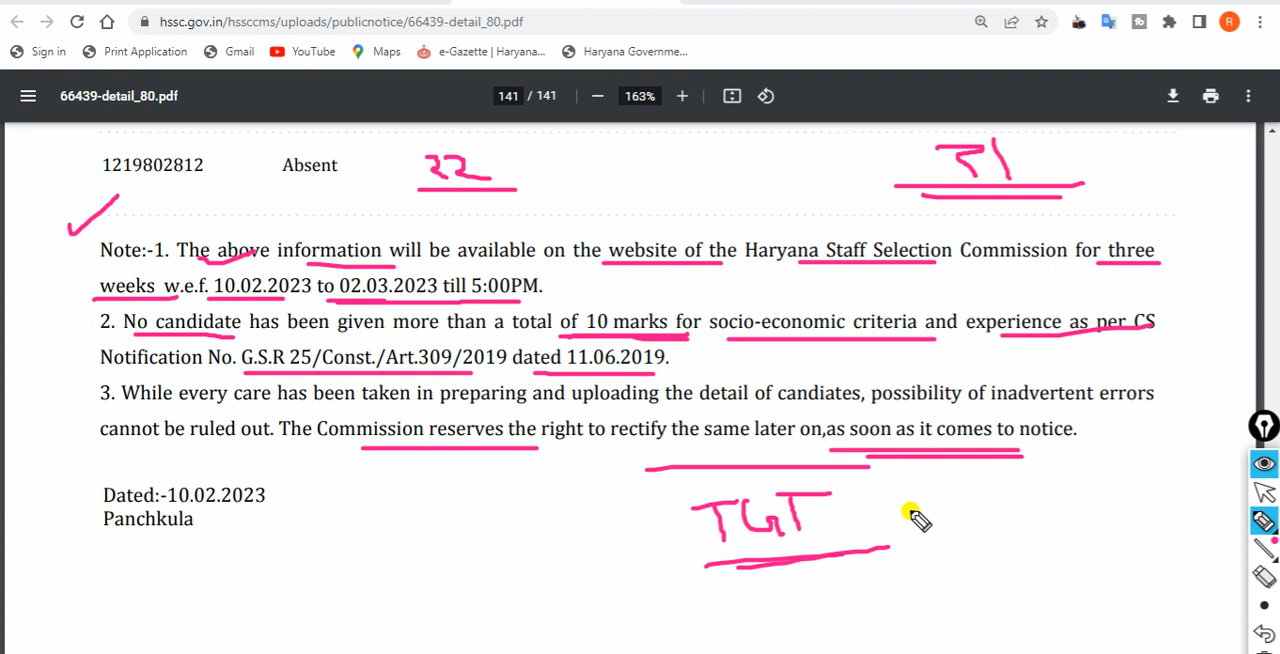 hssc.gov.in/hssccms/uploads/publicnotice/66439-detail_80.pdf
R
Sign in Print Application Gmail YouTube Maps e-Gazette | Haryana... Haryana Governme...
66439-detail_80.pdf 141 / 141 163%
1219802812 Absent 22
Note:-1. The above information will be available on the website of the Haryana Staff Selection Commission for three
weeks w.e.f. 10.02.2023 to 02.03.2023 till 5:00PM.
2. No candidate has been given more than a total of 10 marks for socio-economic criteria and experience as per CS
Notification No. G.S.R 25/Const./Art.309/2019 dated 11.06.2019.
3. While every care has been taken in preparing and uploading the detail of candiates, possibility of inadvertent errors
cannot be ruled out. The Commission reserves the right to rectify the same later on,as soon as it comes to notice.
Dated:-10.02.2023
Panchkula
TGT